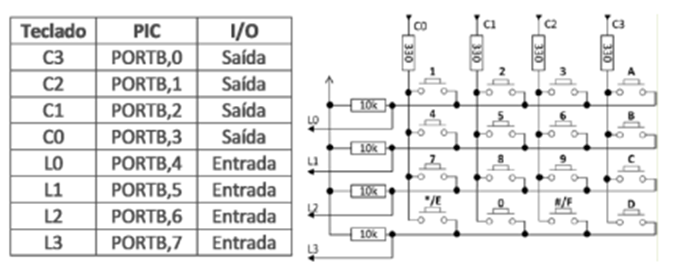 Teclado PIC I/O
C3 PORTB,0 Saída
C2 PORTB,1 Saída
C1 PORTB,2 Saída
C0 PORTB,3 Saída
L0 PORTB,4 Entrada
L1 PORTB,5 Entrada
L2 PORTB,6 Entrada
L3 PORTB,7 Entrada
C0 C1 C2 C3
330 330 330 330
1 2 3 A
10k
L0
4 5 6 B
10k
L1
7 8 9 C
10k
L2
*/E 0 #/F D
10k
L3